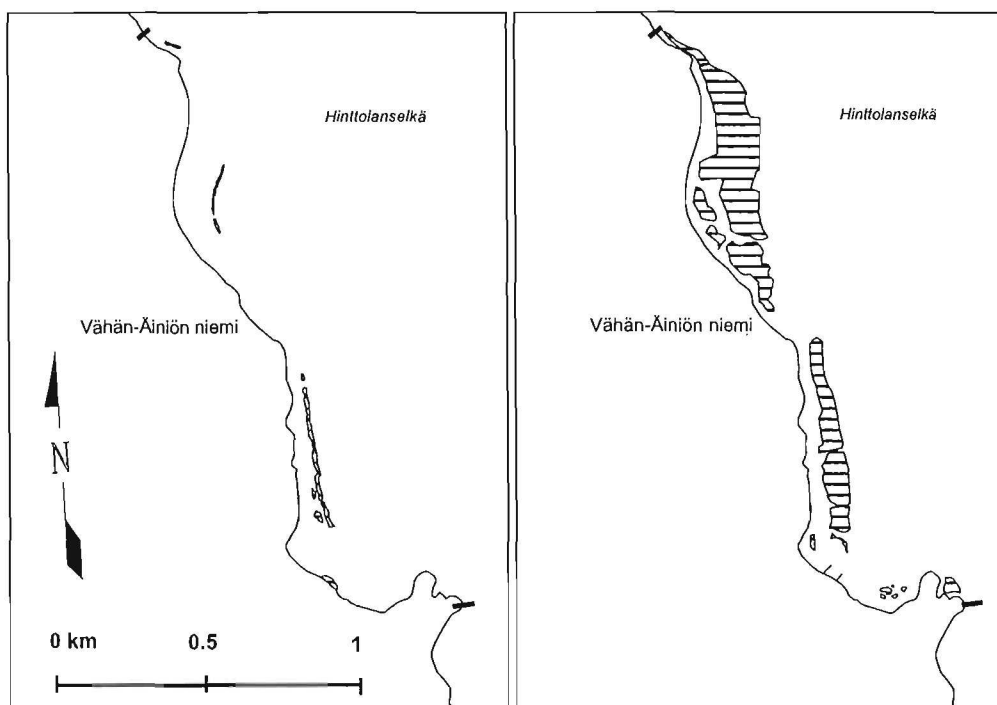 Hinttolanselkä
Vähän-Äiniön niemi
N
0 km 0.5 1
Hinttolanselkä
Vähän-Äiniön niemi